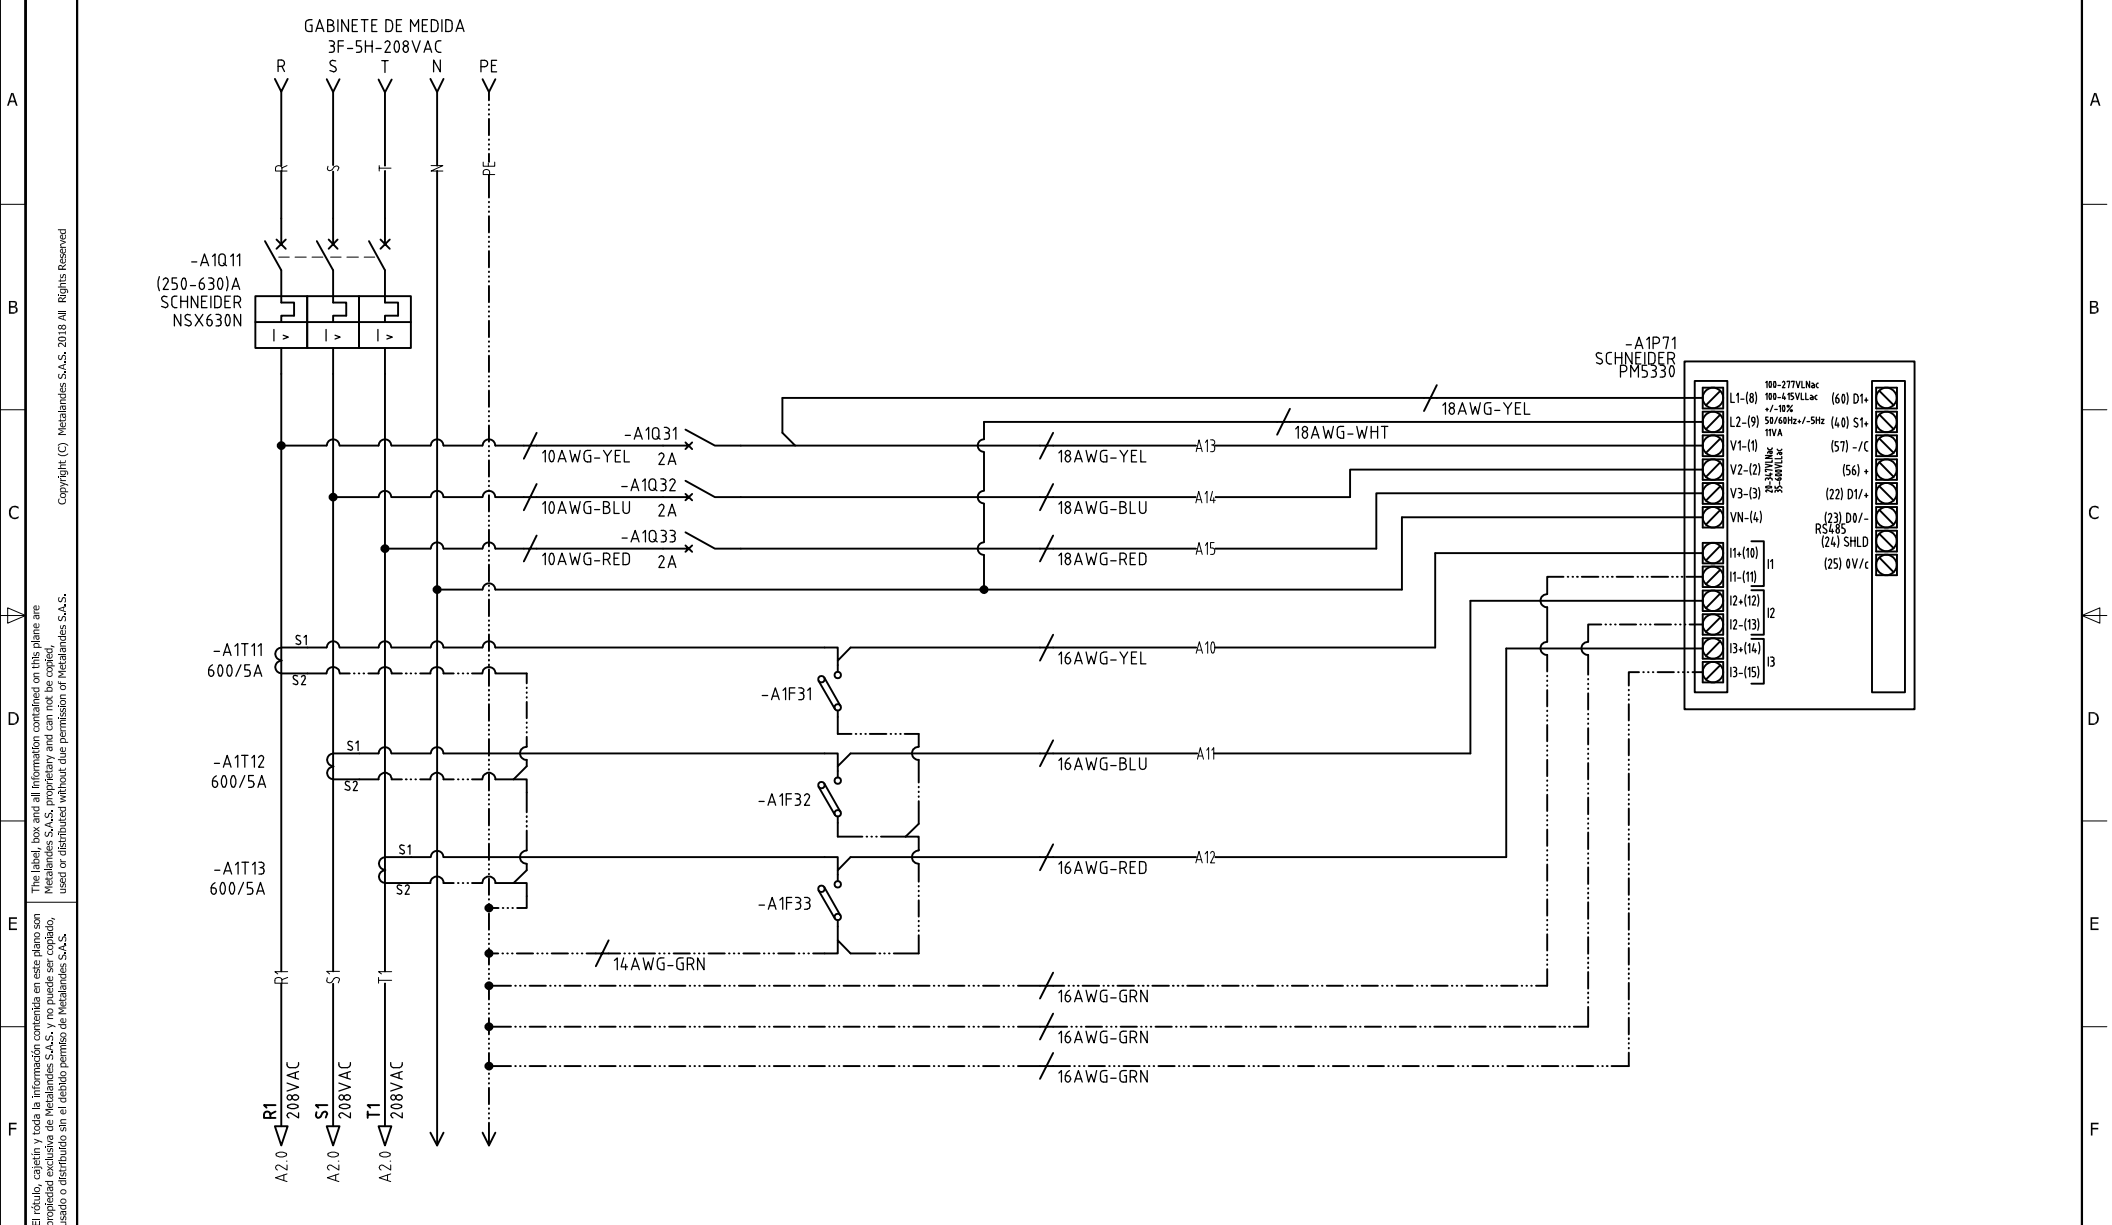 GABINETE DE MEDIDA
3F-5H-208VAC
R S T N PE
A
A
R S T N PE
-A1Q11
(250-630)A
SCHNEIDER
NSX630N
I >
I >
I >
B
B
-A1P71
SCHNEIDER
PM5330
L1-(8)
L2-(9)
V1-(1)
V2-(2)
V3-(3)
VN-(4)
I1+(10)
I1-(11)
I1
I2+(12)
I2-(13)
I2
I3+(14)
I3-(15)
I3
100-277VLNac
100-415VLLac
+/-10%
50/60Hz+/-5Hz
11VA
20-347VLNac
35-600VLLac
(60) D1+
(40) S1+
(57) -/C
(56) +
(22) D1/+
(23) D0/-
RS485
(24) SHLD
(25) 0V/c
18AWG-YEL
18AWG-WHT
-A1Q31
10AWG-YEL
2A
18AWG-YEL
A13
-A1Q32
10AWG-BLU
2A
18AWG-BLU
A14
-A1Q33
10AWG-RED
2A
18AWG-RED
A15
C
C
-A1T11
600/5A
S1
S2
16AWG-YEL
A10
-A1F31
D
D
-A1T12
600/5A
S1
S2
16AWG-BLU
A11
-A1F32
-A1T13
600/5A
S1
S2
16AWG-RED
A12
-A1F33
E
E
14AWG-GRN
16AWG-GRN
16AWG-GRN
16AWG-GRN
R1 S1 T1
R1
208VAC
S1
208VAC
T1
208VAC
A2.0
A2.0
A2.0
F
F
Copyright (C) Metalandes S.A.S. 2018 All Rights Reserved
The label, box and all information contained on this plane are
Metalandes S.A.S. proprietary and can not be copied,
used or distributed without due permission of Metalandes S.A.S.
El rótulo, cajetín y toda la información contenida en este plano son
propiedad exclusiva de Metalandes S.A.S. y no puede ser copiado,
usado o distribuído sin el debido permiso de Metalandes S.A.S.